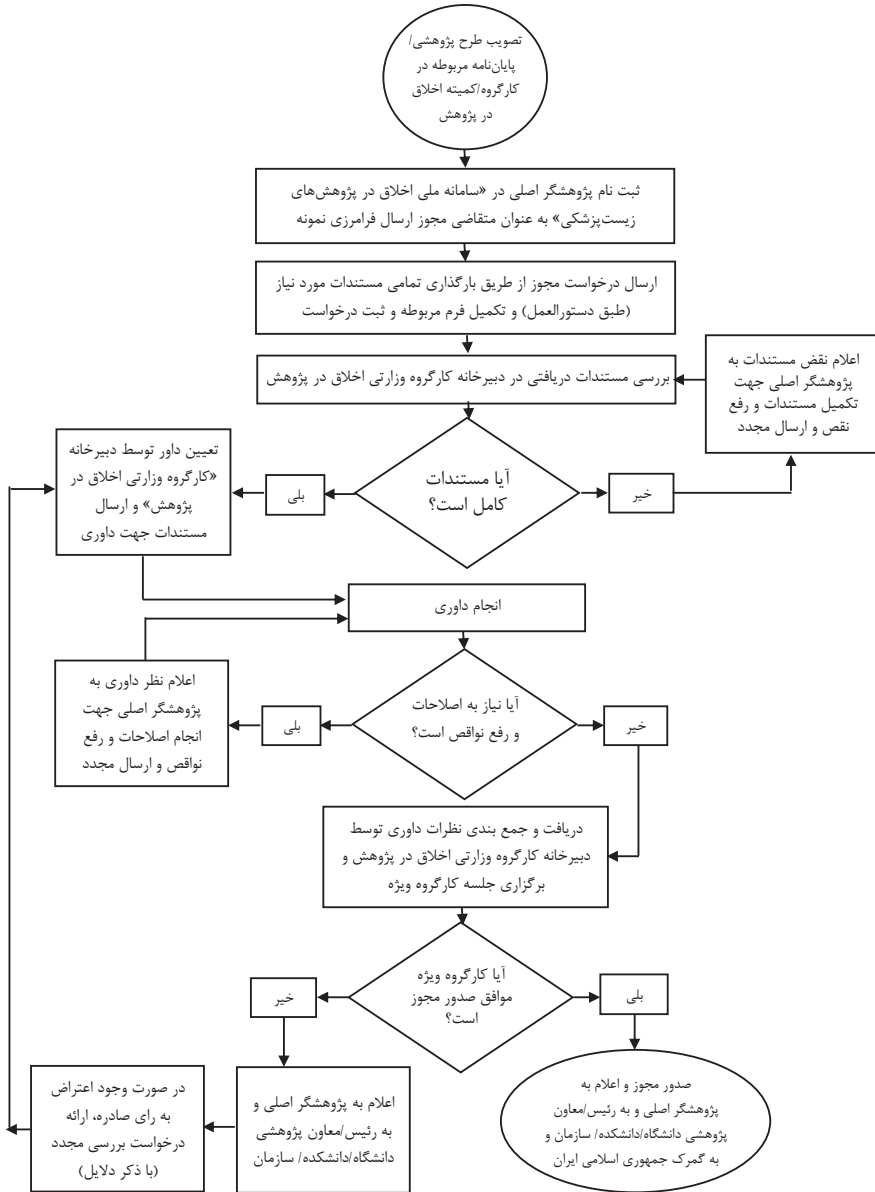 تصویب طرح پژوهشی/
پایان‌نامه مربوطه در
کارگروه/کمیته اخلاق
در پژوهش
ثبت نام پژوهشگر اصلی در «سامانه ملی اخلاق در پژوهش‌های
زیست‌پزشکی» به عنوان متقاضی مجوز ارسال فرامرزی نمونه
ارسال درخواست مجوز از طریق بارگذاری تمامی مستندات مورد نیاز
(طبق دستورالعمل) و تکمیل فرم مربوطه و ثبت درخواست
بررسی مستندات دریافتی در دبیرخانه کارگروه وزارتی اخلاق در پژوهش
اعلام نقض مستندات به
پژوهشگر اصلی جهت
تکمیل مستندات و رفع
نقص و ارسال مجدد
آیا مستندات
کامل است؟
خیر
بلی
تعیین داور توسط دبیرخانه
«کارگروه وزارتی اخلاق در
پژوهش» و ارسال
مستندات جهت داوری
انجام داوری
آیا نیاز به اصلاحات
و رفع نواقص است؟
خیر
بلی
اعلام نظر داوری به
پژوهشگر اصلی جهت
انجام اصلاحات و رفع
نواقص و ارسال مجدد
دریافت و جمع بندی نظرات داوری توسط
دبیرخانه کارگروه وزارتی اخلاق در پژوهش و
برگزاری جلسه کارگروه ویژه
آیا کارگروه ویژه
موافق صدور مجوز
است؟
بلی
خیر
صدور مجوز و اعلام به
پژوهشگر اصلی و به رئیس/معاون
پژوهشی دانشگاه/دانشکده/ سازمان و
به گمرک جمهوری اسلامی ایران
اعلام به پژوهشگر اصلی و
به رئیس/معاون پژوهشی
دانشگاه/دانشکده/ سازمان
در صورت وجود اعتراض
به رای صادره، ارائه
درخواست بررسی مجدد
(با ذکر دلایل)